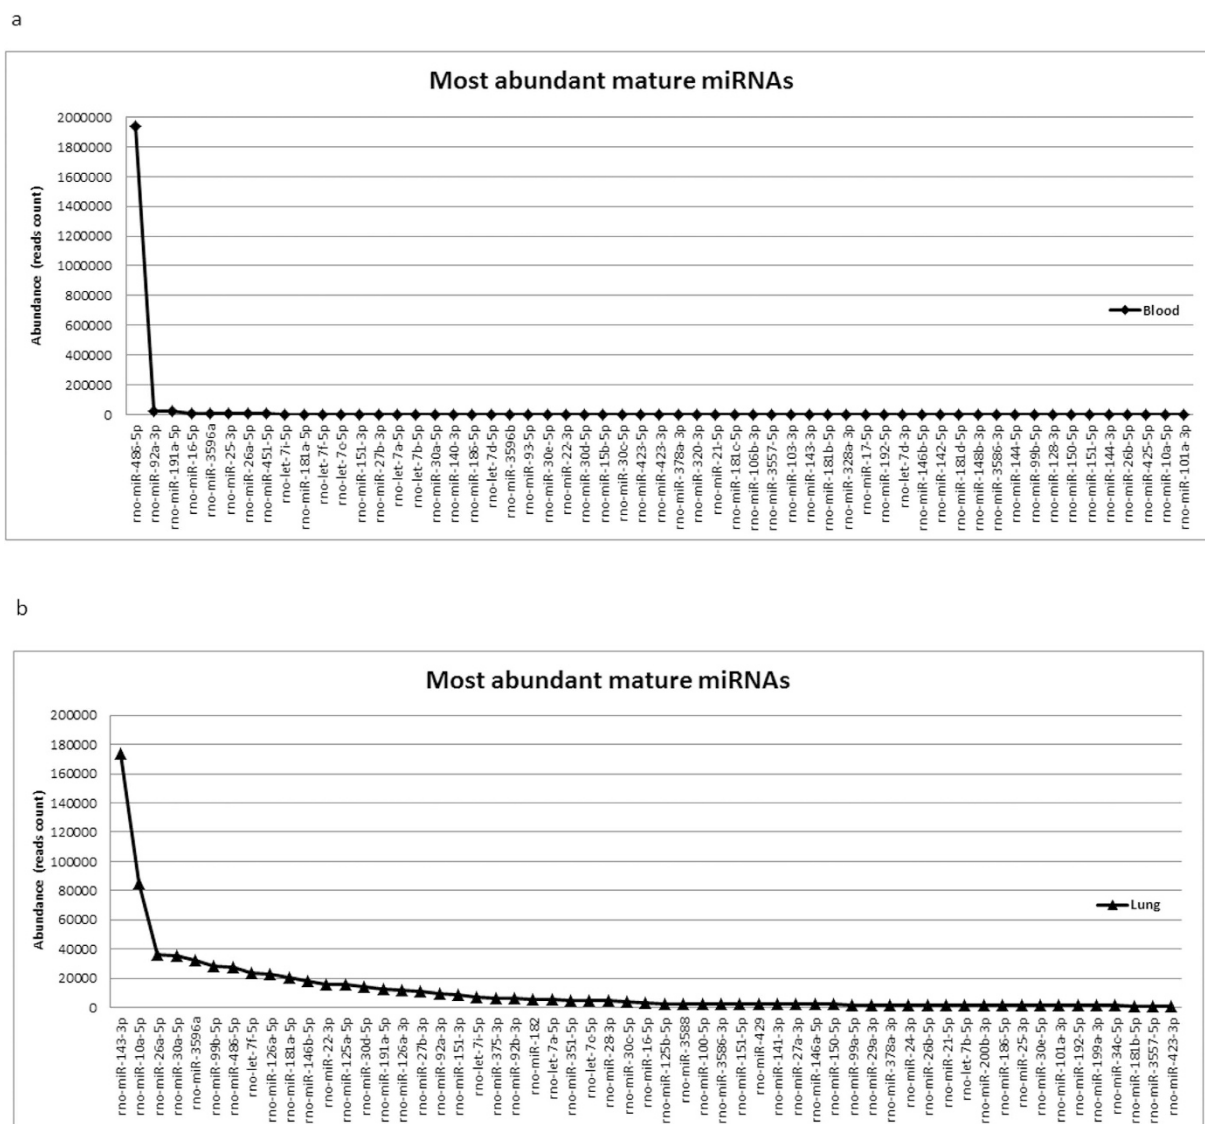 a
Most abundant mature miRNAs
Abundance (reads count)
2000000
1800000
1600000
1400000
1200000
1000000
800000
600000
400000
200000
0
Blood
rno-miR-486-5p
rno-miR-92a-3p
rno-miR-191a-5p
rno-miR-16-5p
rno-miR-3596a
rno-miR-25-3p
rno-miR-26a-5p
rno-miR-451-5p
rno-let-7i-5p
rno-miR-181a-5p
rno-let-7f-5p
rno-let-7c-5p
rno-miR-151-3p
rno-miR-27b-3p
rno-let-7a-5p
rno-let-7b-5p
rno-miR-30a-5p
rno-miR-140-3p
rno-miR-186-5p
rno-let-7d-5p
rno-miR-3596b
rno-miR-93-5p
rno-miR-30e-5p
rno-miR-22-3p
rno-miR-30d-5p
rno-miR-15b-5p
rno-miR-30c-5p
rno-miR-423-5p
rno-miR-423-3p
rno-miR-378a-3p
rno-miR-320-3p
rno-miR-21-5p
rno-miR-181c-5p
rno-miR-106b-3p
rno-miR-3557-5p
rno-miR-103-3p
rno-miR-143-3p
rno-miR-181b-5p
rno-miR-328a-3p
rno-miR-17-5p
rno-miR-192-5p
rno-let-7d-3p
rno-miR-146b-5p
rno-miR-142-5p
rno-miR-181d-5p
rno-miR-148b-3p
rno-miR-3586-3p
rno-miR-144-5p
rno-miR-99b-5p
rno-miR-128-3p
rno-miR-150-5p
rno-miR-151-5p
rno-miR-144-3p
rno-miR-26b-5p
rno-miR-425-5p
rno-miR-10a-5p
rno-miR-101a-3p
b
Most abundant mature miRNAs
Abundance (reads count)
200000
180000
160000
140000
120000
100000
80000
60000
40000
20000
0
Lung
rno-miR-143-3p
rno-miR-10a-5p
rno-miR-26a-5p
rno-miR-30a-5p
rno-miR-3596a
rno-miR-99b-5p
rno-miR-486-5p
rno-let-7f-5p
rno-miR-126a-5p
rno-miR-181a-5p
rno-miR-146b-5p
rno-miR-22-3p
rno-miR-125a-5p
rno-miR-30d-5p
rno-miR-191a-5p
rno-miR-126a-3p
rno-miR-27b-3p
rno-miR-92a-3p
rno-miR-151-3p
rno-let-7i-5p
rno-miR-375-3p
rno-miR-92b-3p
rno-miR-182
rno-let-7a-5p
rno-miR-351-5p
rno-let-7c-5p
rno-miR-28-3p
rno-miR-30c-5p
rno-miR-16-5p
rno-miR-125b-5p
rno-miR-3588
rno-miR-100-5p
rno-miR-3586-3p
rno-miR-151-5p
rno-miR-429
rno-miR-141-3p
rno-miR-27a-3p
rno-miR-146a-5p
rno-miR-150-5p
rno-miR-99a-5p
rno-miR-29a-3p
rno-miR-378a-3p
rno-miR-24-3p
rno-miR-26b-5p
rno-miR-21-5p
rno-let-7b-5p
rno-miR-200b-3p
rno-miR-186-5p
rno-miR-25-3p
rno-miR-30e-5p
rno-miR-101a-3p
rno-miR-192-5p
rno-miR-199a-3p
rno-miR-34c-5p
rno-miR-181b-5p
rno-miR-3557-5p
rno-miR-423-3p